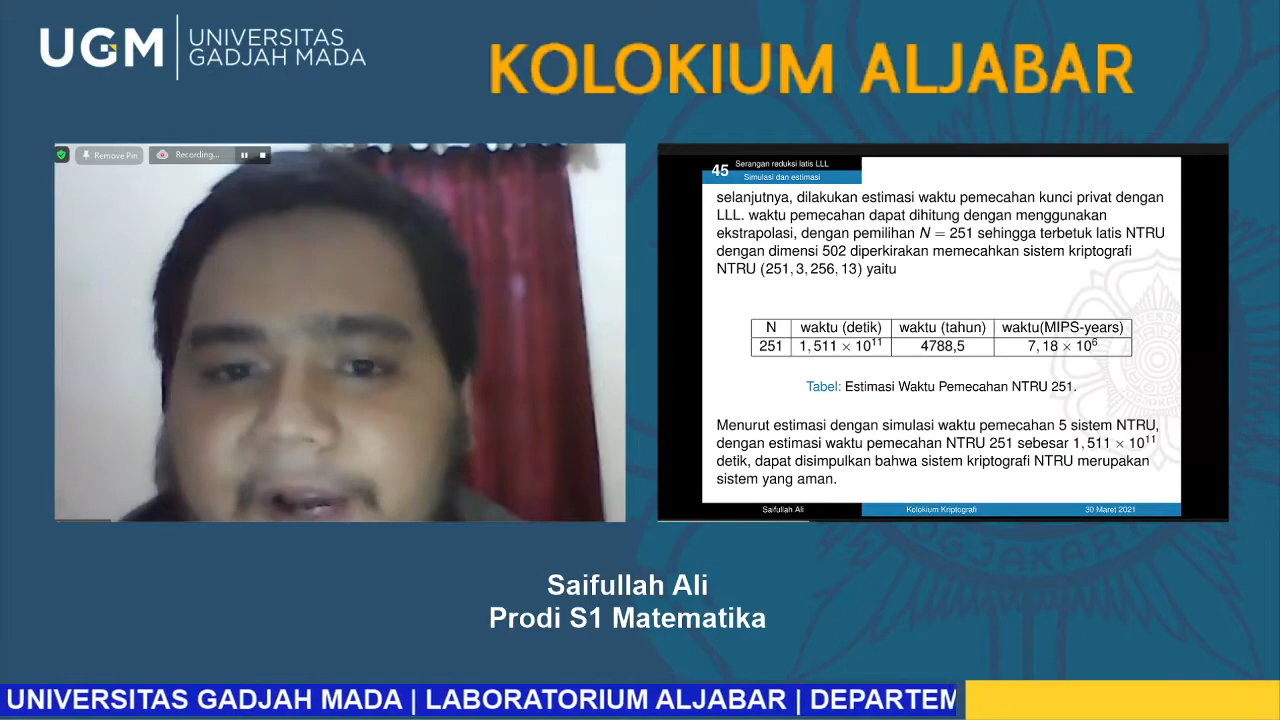 UGM
UNIVERSITAS
GADJAH MADA
KOLOKIUM ALJABAR
Remove Pin
Recording...
45
Serangan reduksi latis LLL
Simulasi dan estimasi
selanjutnya, dilakukan estimasi waktu pemecahan kunci privat dengan
LLL. waktu pemecahan dapat dihitung dengan menggunakan
ekstrapolasi, dengan pemilihan N = 251 sehingga terbetuk latis NTRU
dengan dimensi 502 diperkirakan memecahkan sistem kriptografi
NTRU (251, 3, 256, 13) yaitu
N waktu (detik) waktu (tahun) waktu(MIPS-years)
251 1, 511 × 10¹¹ 4788,5 7, 18 × 10⁶
Tabel: Estimasi Waktu Pemecahan NTRU 251.
Menurut estimasi dengan simulasi waktu pemecahan 5 sistem NTRU,
dengan estimasi waktu pemecahan NTRU 251 sebesar 1, 511 × 10¹¹
detik, dapat disimpulkan bahwa sistem kriptografi NTRU merupakan
sistem yang aman.
Saifullah Ali Kolokium Kriptografi 30 Maret 2021
Saifullah Ali
Prodi S1 Matematika
UNIVERSITAS GADJAH MADA | LABORATORIUM ALJABAR | DEPARTEM